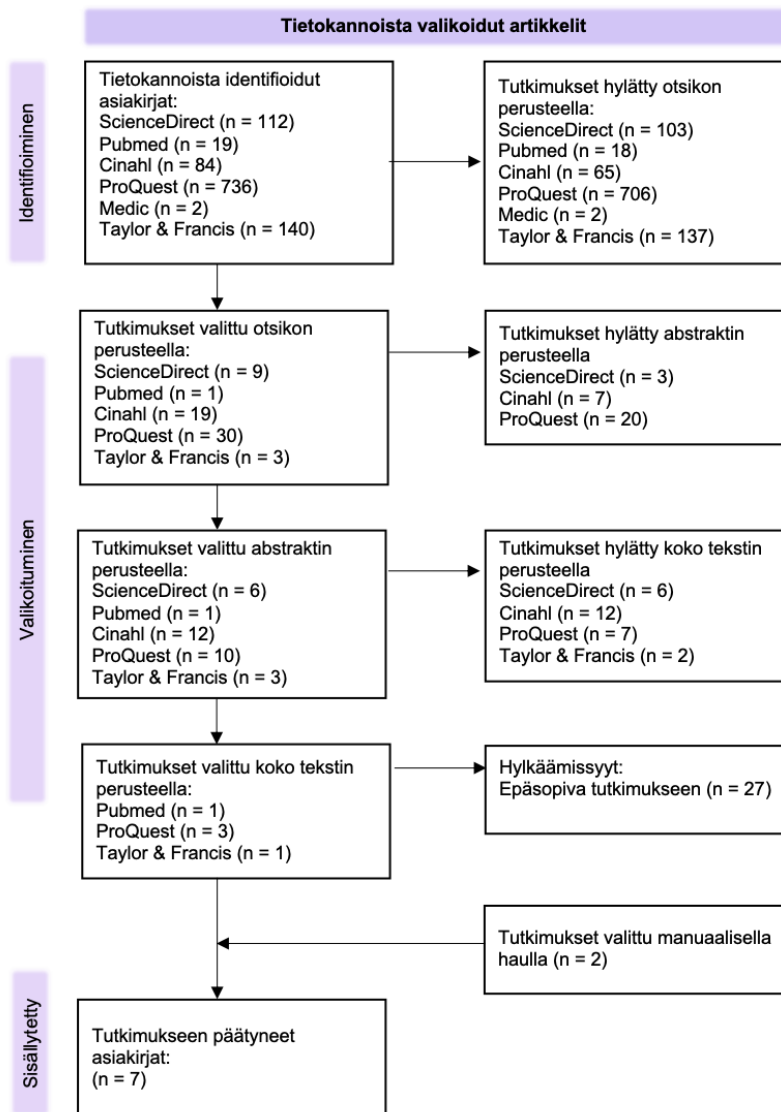 Tietokannoista valikoidut artikkelit
Identifioiminen
Tietokannoista identifioidut
asiakirjat:
ScienceDirect (n = 112)
Pubmed (n = 19)
Cinahl (n = 84)
ProQuest (n = 736)
Medic (n = 2)
Taylor & Francis (n = 140)
Tutkimukset hylätty otsikon
perusteella:
ScienceDirect (n = 103)
Pubmed (n = 18)
Cinahl (n = 65)
ProQuest (n = 706)
Medic (n = 2)
Taylor & Francis (n = 137)
Valikoituminen
Tutkimukset valittu otsikon
perusteella:
ScienceDirect (n = 9)
Pubmed (n = 1)
Cinahl (n = 19)
ProQuest (n = 30)
Taylor & Francis (n = 3)
Tutkimukset hylätty abstraktin
perusteella
ScienceDirect (n = 3)
Cinahl (n = 7)
ProQuest (n = 20)
Tutkimukset valittu abstraktin
perusteella:
ScienceDirect (n = 6)
Pubmed (n = 1)
Cinahl (n = 12)
ProQuest (n = 10)
Taylor & Francis (n = 3)
Tutkimukset hylätty koko tekstin
perusteella
ScienceDirect (n = 6)
Cinahl (n = 12)
ProQuest (n = 7)
Taylor & Francis (n = 2)
Tutkimukset valittu koko tekstin
perusteella:
Pubmed (n = 1)
ProQuest (n = 3)
Taylor & Francis (n = 1)
Hylkäämissyyt:
Epäsopiva tutkimukseen (n = 27)
Tutkimukset valittu manuaalisella
haulla (n = 2)
Sisällytetty
Tutkimukseen päätyneet
asiakirjat:
(n = 7)